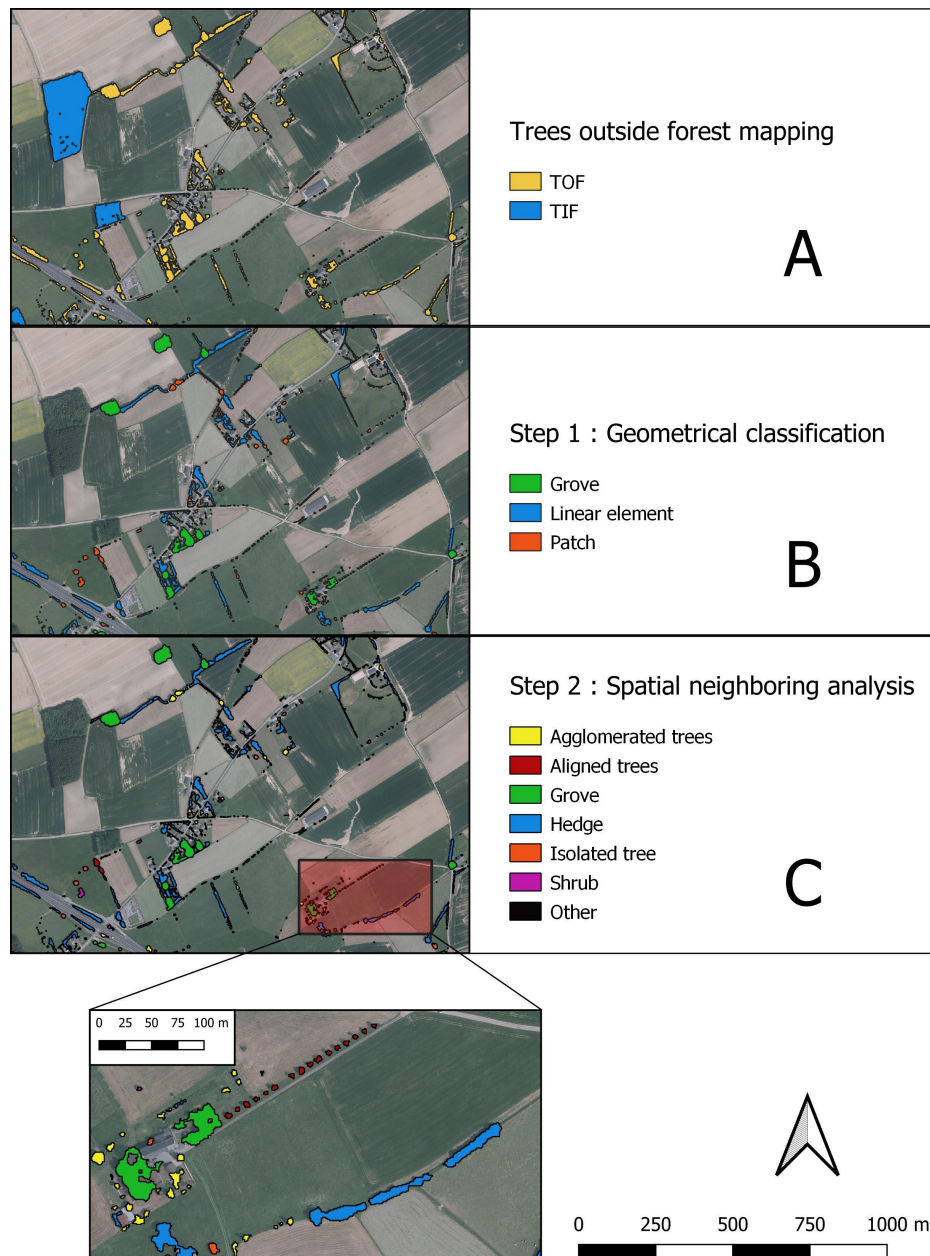 Trees outside forest mapping
TOF
TIF
A
Step 1 : Geometrical classification
Grove
Linear element
Patch
B
Step 2 : Spatial neighboring analysis
Agglomerated trees
Aligned trees
Grove
Hedge
Isolated tree
Shrub
Other
C
0 25 50 75 100 m
0 250 500 750 1000 m